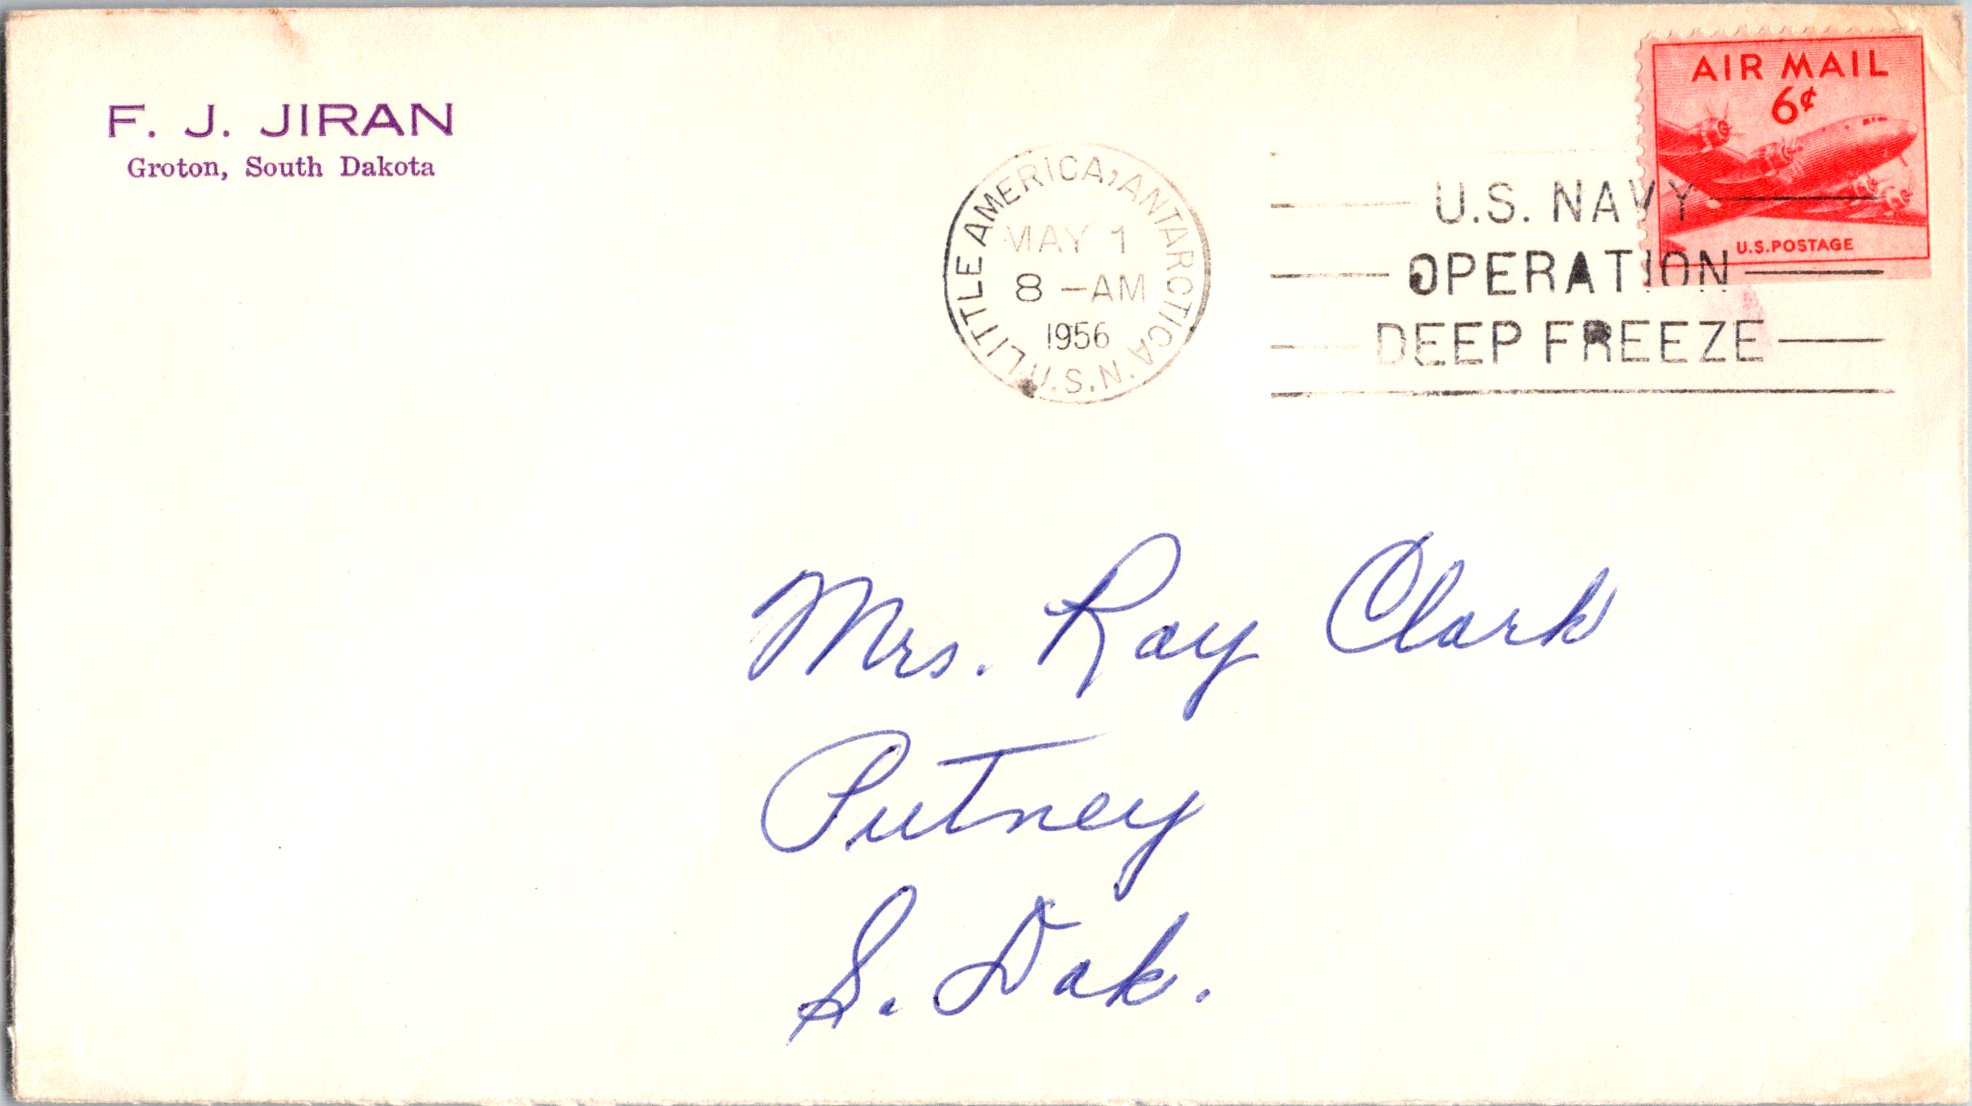 F. J. JIRAN
Groton, South Dakota
LITTLE AMERICA, ANTARCTICA U.S.N.
MAY 1
8 - AM
1956
U.S. NAVY
OPERATION
DEEP FREEZE
AIR MAIL
6¢
U.S. POSTAGE
Mrs. Ray Clark
Putney
S. Dak.